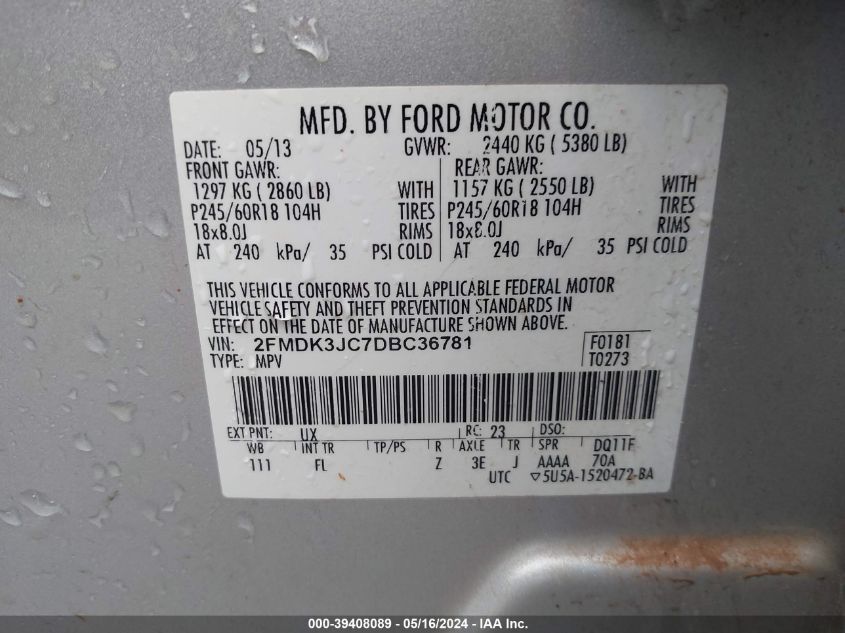 MFD. BY FORD MOTOR CO.
DATE: 05/13 GVWR: 2440 KG ( 5380 LB)
FRONT GAWR: REAR GAWR:
1297 KG ( 2860 LB) WITH 1157 KG ( 2550 LB) WITH
P245/60R18 104H TIRES P245/60R18 104H TIRES
18x8.0J RIMS 18x8.0J RIMS
AT 240 kPa/ 35 PSI COLD AT 240 kPa/ 35 PSI COLD
THIS VEHICLE CONFORMS TO ALL APPLICABLE FEDERAL MOTOR
VEHICLE SAFETY AND THEFT PREVENTION STANDARDS IN
EFFECT ON THE DATE OF MANUFACTURE SHOWN ABOVE.
VIN: 2FMDK3JC7DBC36781 F0181
TYPE: MPV T0273
EXT PNT: UX RC: 23 DSO:
WB INT TR TP/PS R AXLE TR SPR DQ11F
111 FL Z 3E J AAAA 70A
UTC ▽5U5A-1520472-BA
000-39408089 - 05/16/2024 - IAA Inc.